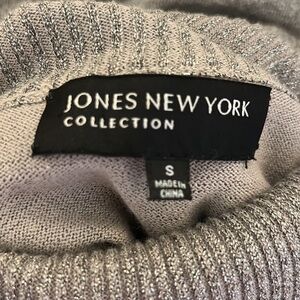 JONES NEW YORK
COLLECTION
S
MADE IN
CHINA